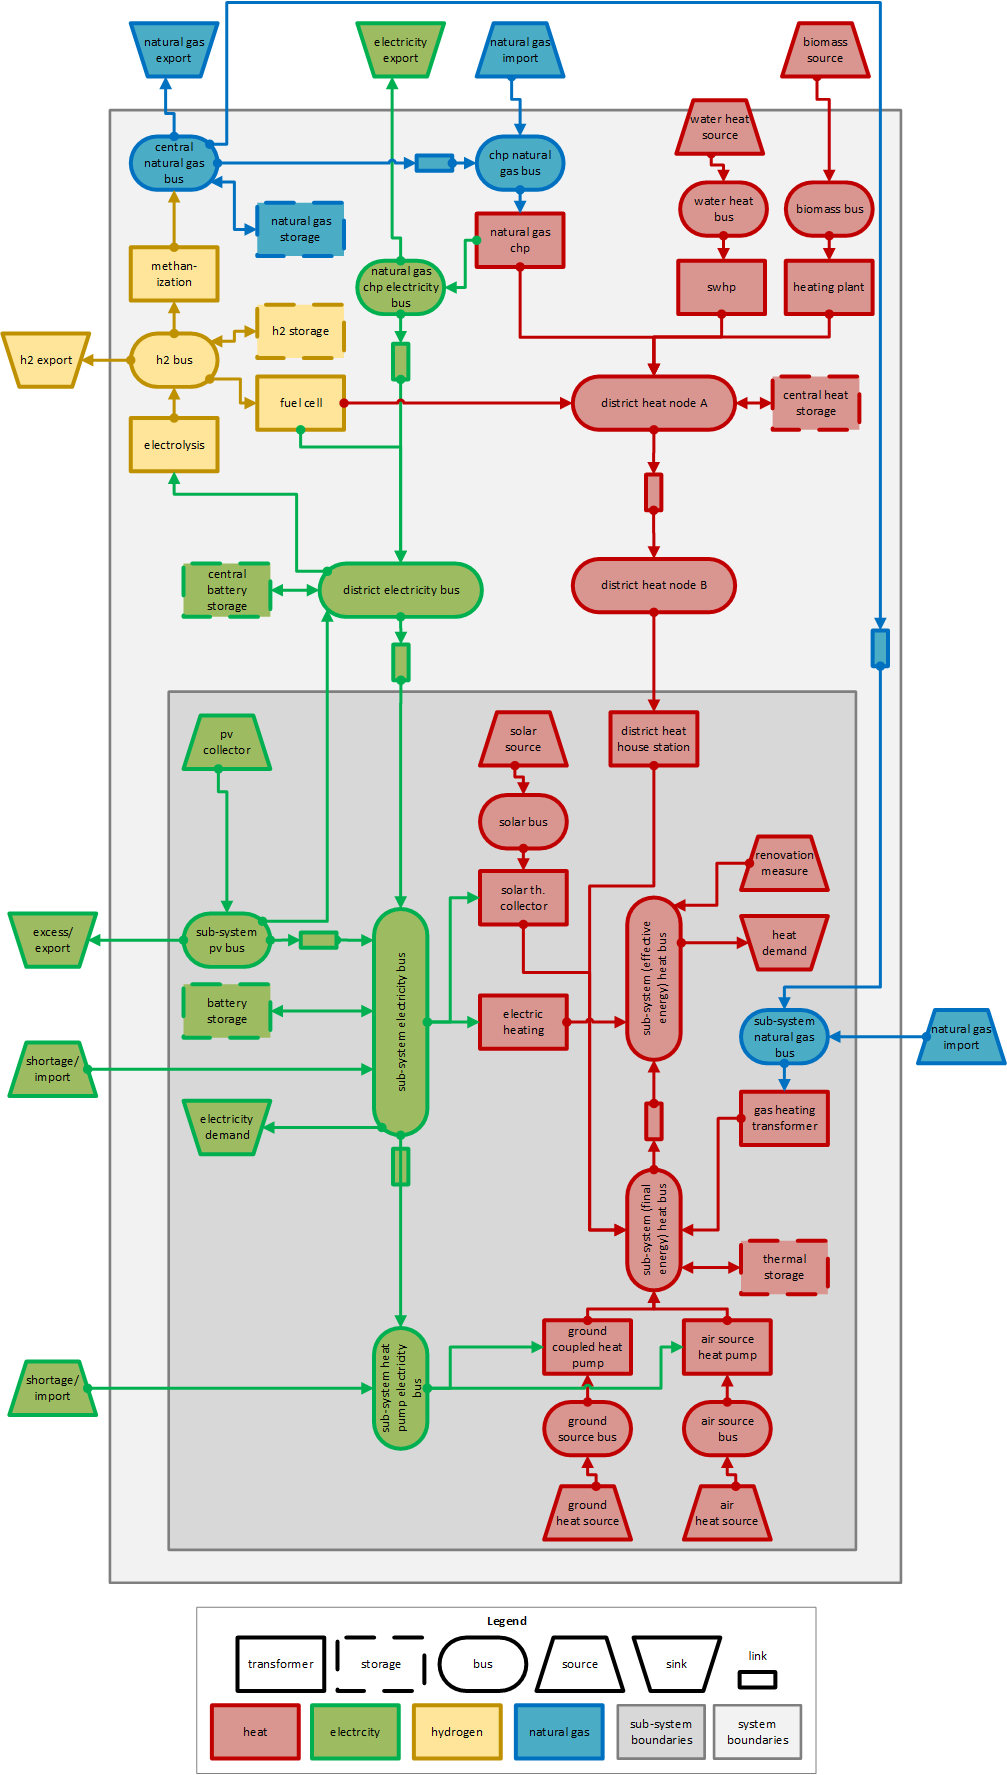 natural gas
export
electricity
export
natural gas
import
biomass
source
water heat
source
central
natural gas
bus
chp natural
gas bus
water heat
bus
biomass bus
natural gas
storage
natural gas
chp
methan-
ization
natural gas
chp electricity
bus
swhp
heating plant
h2 storage
h2 export
h2 bus
fuel cell
district heat node A
central heat
storage
electrolysis
central
battery
storage
district electricity bus
district heat node B
pv
collector
solar
source
district heat
house station
solar bus
renovation
measure
solar th.
collector
excess/
export
sub-system
pv bus
sub-system electricity bus
sub-system (effective
energy) heat bus
heat
demand
battery
storage
electric
heating
sub-system
natural gas
bus
natural gas
import
shortage/
import
electricity
demand
gas heating
transformer
sub-system (final
energy) heat bus
thermal
storage
shortage/
import
sub-system heat
pump electricity
bus
ground
coupled heat
pump
air source
heat pump
ground
source bus
air source
bus
ground
heat source
air
heat source
Legend
transformer
storage
bus
source
sink
link
heat
electrcity
hydrogen
natural gas
sub-system
boundaries
system
boundaries